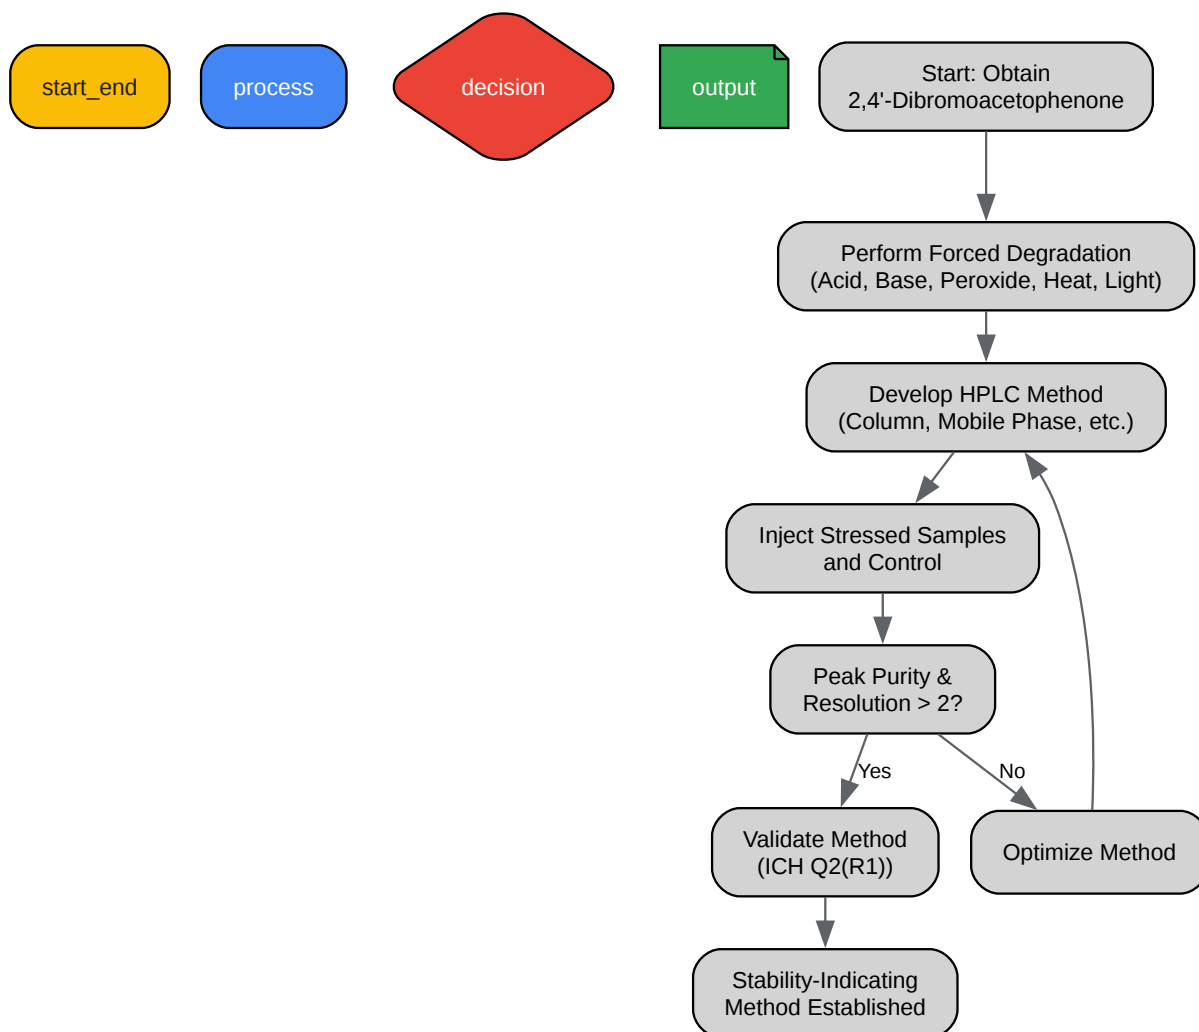 start_end
process
decision
output
Start: Obtain
2,4'-Dibromoacetophenone
Perform Forced Degradation
(Acid, Base, Peroxide, Heat, Light)
Develop HPLC Method
(Column, Mobile Phase, etc.)
Inject Stressed Samples
and Control
Peak Purity &
Resolution > 2?
Yes
No
Validate Method
(ICH Q2(R1))
Optimize Method
Stability-Indicating
Method Established